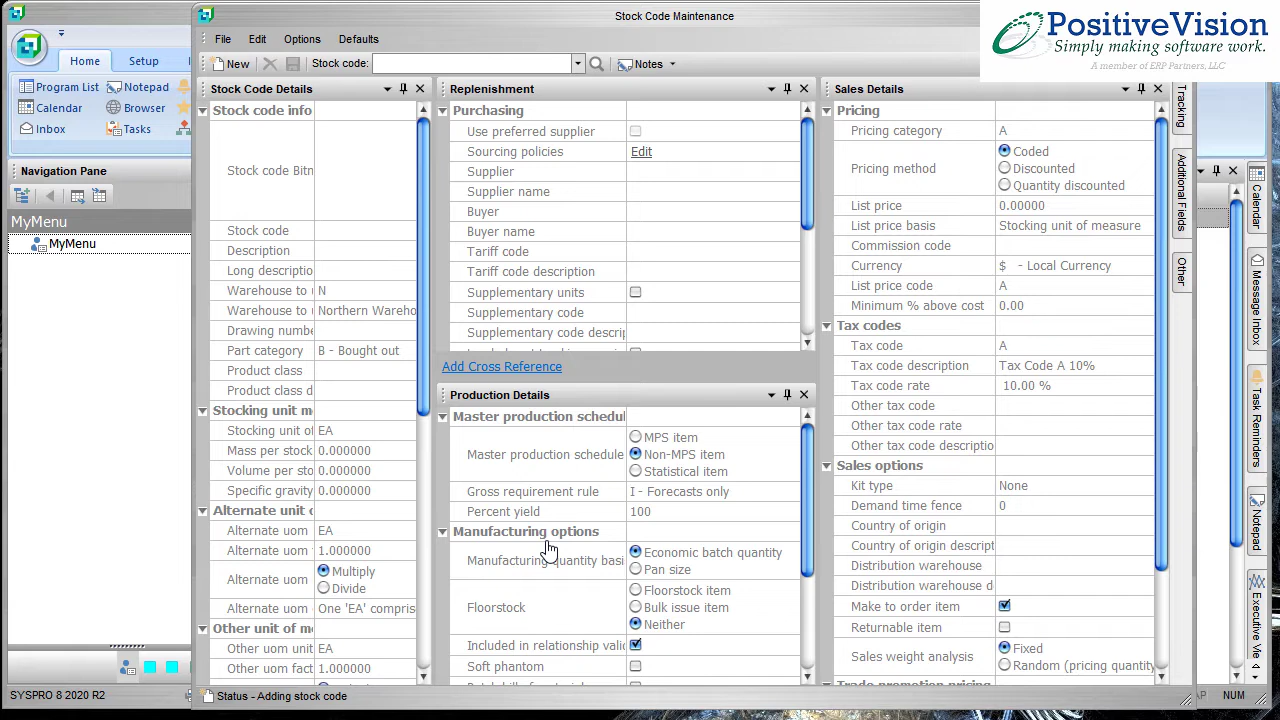 Stock Code Maintenance
PositiveVision
Simply making software work.
A member of ERP Partners, LLC
File Edit Options Defaults
New Stock code: Notes
Home Setup
Program List Notepad
Calendar Browser
Inbox Tasks
Navigation Pane
MyMenu
MyMenu
Stock Code Details
Stock code info
Stock code Bitn
Stock code
Description
Long descriptio
Warehouse to u N
Warehouse to u Northern Wareho
Drawing numbe
Part category B - Bought out
Product class
Product class d
Stocking unit m
Stocking unit of EA
Mass per stoc 0.000000
Volume per sto 0.000000
Specific gravity 0.000000
Alternate unit o
Alternate uom EA
Alternate uom 1.000000
Alternate uom Multiply
Divide
Alternate uom One 'EA' compris
Other unit of me
Other uom unit EA
Other uom fact 1.000000
Replenishment
Purchasing
Use preferred supplier
Sourcing policies Edit
Supplier
Supplier name
Buyer
Buyer name
Tariff code
Tariff code description
Supplementary units
Supplementary code
Supplementary code descrip
Add Cross Reference
Production Details
Master production schedul
MPS item
Master production schedule Non-MPS item
Statistical item
Gross requirement rule I - Forecasts only
Percent yield 100
Manufacturing options
Economic batch quantity
Manufacturing quantity basi
Pan size
Floorstock item
Floorstock Bulk issue item
Neither
Included in relationship valid
Soft phantom
Sales Details
Pricing
Pricing category A
Coded
Pricing method Discounted
Quantity discounted
List price 0.00000
List price basis Stocking unit of measure
Commission code
Currency $ - Local Currency
List price code A
Minimum % above cost 0.00
Tax codes
Tax code A
Tax code description Tax Code A 10%
Tax code rate 10.00 %
Other tax code
Other tax code rate
Other tax code descriptio
Sales options
Kit type None
Demand time fence 0
Country of origin
Country of origin descript
Distribution warehouse
Distribution warehouse d
Make to order item
Returnable item
Fixed
Sales weight analysis
Random (pricing quantity
Trade promotion pricing
Tracking
Additional Fields
Other
Calendar
Message Inbox
Task Reminders
Notepad
Executive Vie
Status - Adding stock code
SYSPRO 8 2020 R2
AP NUM